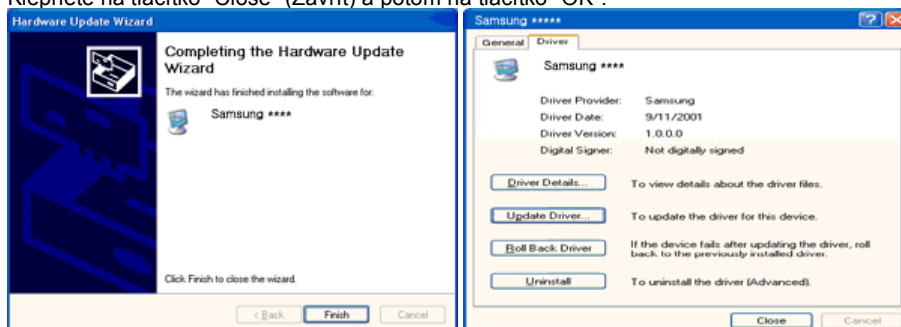 Klepnete na tlačítko "Close" (Zavřít) a potom na tlačítko "OK".
Hardware Update Wizard
Completing the Hardware Update
Wizard
The wizard has finished installing the software for:
Samsung ****
Click Finish to close the wizard.
< Back Finish Cancel
Samsung *****
General Driver
Samsung ****
Driver Provider: Samsung
Driver Date: 9/11/2001
Driver Version: 1.0.0.0
Digital Signer: Not digitally signed
Driver Details... To view details about the driver files.
Update Driver... To update the driver for this device.
Roll Back Driver If the device fails after updating the driver, roll
back to the previously installed driver.
Uninstall To uninstall the driver (Advanced).
Close Cancel